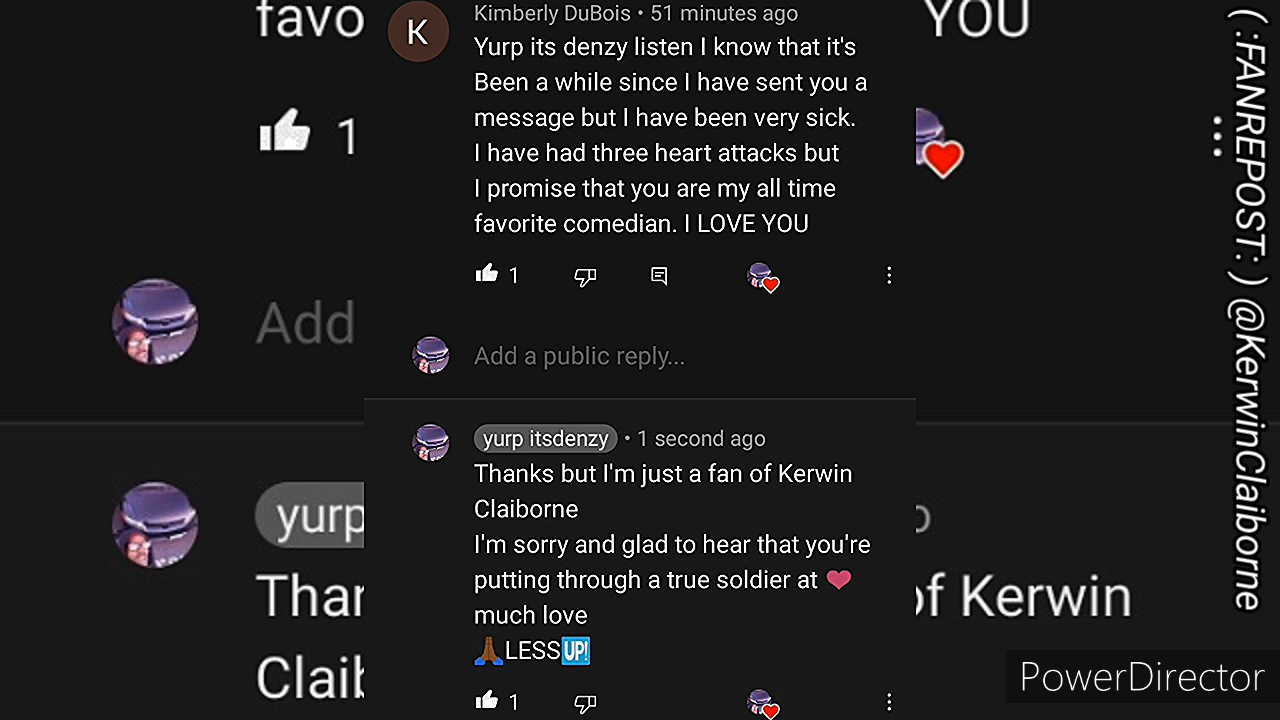 favo
YOU
1
Add
yurp
Than
of Kerwin
Claib
K
Kimberly DuBois • 51 minutes ago
Yurp its denzy listen I know that it's
Been a while since I have sent you a
message but I have been very sick.
I have had three heart attacks but
I promise that you are my all time
favorite comedian. I LOVE YOU
1
Add a public reply...
yurp itsdenzy • 1 second ago
Thanks but I'm just a fan of Kerwin
Claiborne
I'm sorry and glad to hear that you're
putting through a true soldier at ❤
much love
🙏🏾LESS🆙
1
( :FANREPOST: ) @KerwinClaiborne
PowerDirector